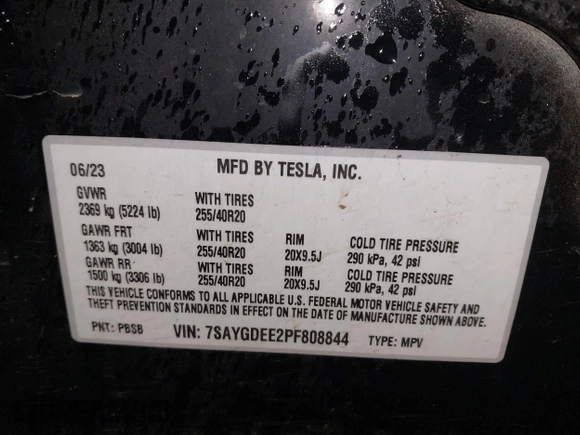 06/23 MFD BY TESLA, INC.
GVWR WITH TIRES
2369 kg (5224 lb) 255/40R20
GAWR FRT WITH TIRES RIM COLD TIRE PRESSURE
1363 kg (3004 lb) 255/40R20 20X9.5J 290 kPa, 42 psi
GAWR RR WITH TIRES RIM COLD TIRE PRESSURE
1500 kg (3306 lb) 255/40R20 20X9.5J 290 kPa, 42 psi
THIS VEHICLE CONFORMS TO ALL APPLICABLE U.S. FEDERAL MOTOR VEHICLE SAFETY AND
THEFT PREVENTION STANDARDS IN EFFECT ON THE DATE OF MANUFACTURE SHOWN ABOVE.
PNT: PBSB VIN: 7SAYGDEE2PF808844 TYPE: MPV